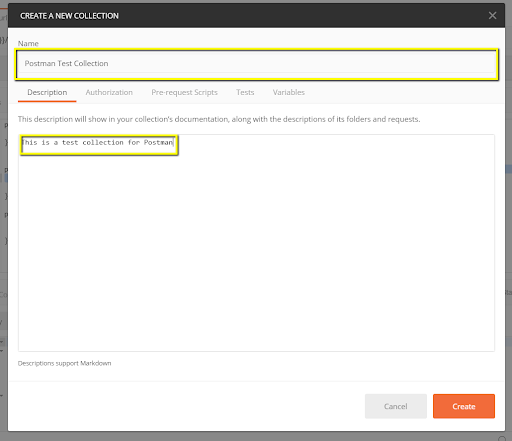 CREATE A NEW COLLECTION
Name
Postman Test Collection
Description Authorization Pre-request Scripts Tests Variables
This description will show in your collection's documentation, along with the descriptions of its folders and requests.
This is a test collection for Postman
Descriptions support Markdown
Cancel Create